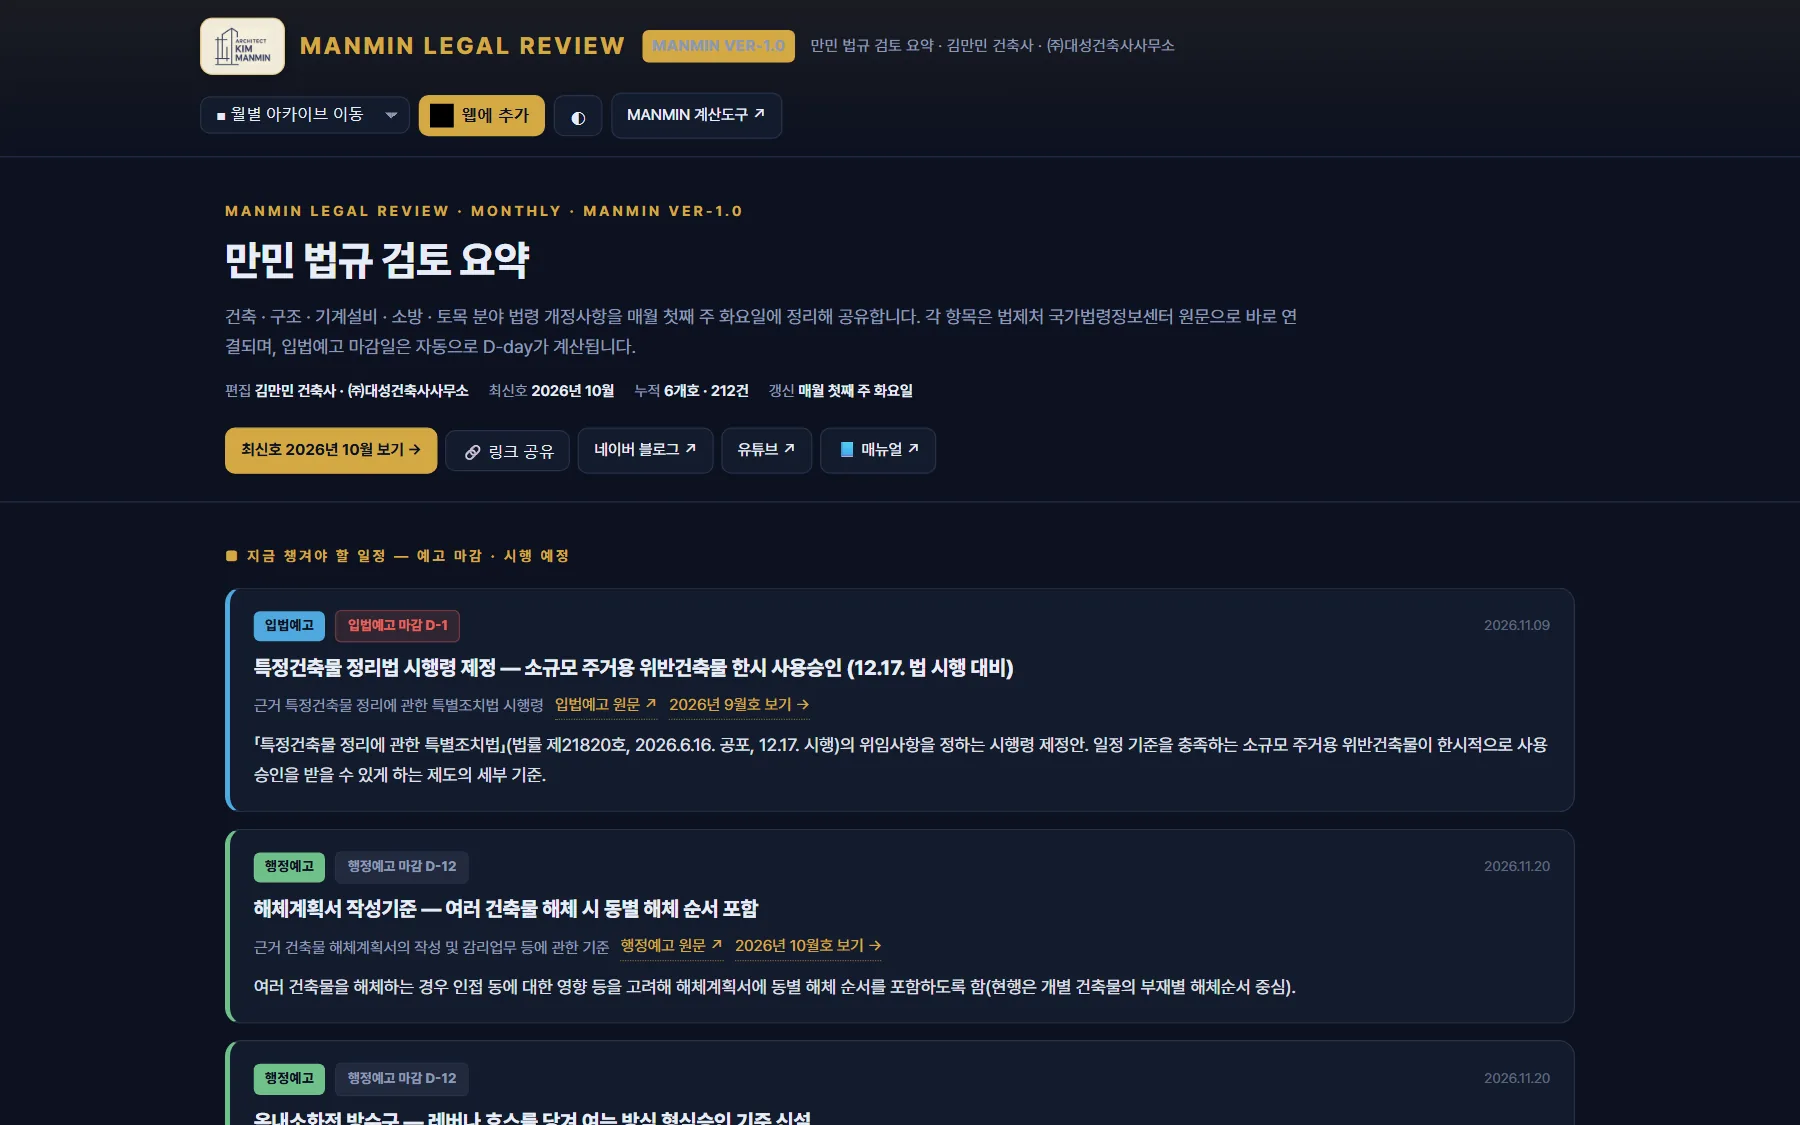 ARCHITECT
KIM
MANMIN
MANMIN LEGAL REVIEW
MANMIN VER-1.0
만민 법규 검토 요약 · 김만민 건축사 · ㈜대성건축사사무소
■ 월별 아카이브 이동
웹에 추가
◐
MANMIN 계산도구 ↗
MANMIN LEGAL REVIEW · MONTHLY · MANMIN VER-1.0
만민 법규 검토 요약
건축 · 구조 · 기계설비 · 소방 · 토목 분야 법령 개정사항을 매월 첫째 주 화요일에 정리해 공유합니다. 각 항목은 법제처 국가법령정보센터 원문으로 바로 연
결되며, 입법예고 마감일은 자동으로 D-day가 계산됩니다.
편집 김만민 건축사 · ㈜대성건축사사무소 최신호 2026년 10월 누적 6개호 · 212건 갱신 매월 첫째 주 화요일
최신호 2026년 10월 보기 →
🔗 링크 공유
네이버 블로그 ↗
유튜브 ↗
📘 매뉴얼 ↗
지금 챙겨야 할 일정 — 예고 마감 · 시행 예정
입법예고 입법예고 마감 D-1 2026.11.09
특정건축물 정리법 시행령 제정 — 소규모 주거용 위반건축물 한시 사용승인 (12.17. 법 시행 대비)
근거 특정건축물 정리에 관한 특별조치법 시행령 입법예고 원문 ↗ 2026년 9월호 보기 →
「특정건축물 정리에 관한 특별조치법」(법률 제21820호, 2026.6.16. 공포, 12.17. 시행)의 위임사항을 정하는 시행령 제정안. 일정 기준을 충족하는 소규모 주거용 위반건축물이 한시적으로 사용
승인을 받을 수 있게 하는 제도의 세부 기준.
행정예고 행정예고 마감 D-12 2026.11.20
해체계획서 작성기준 — 여러 건축물 해체 시 동별 해체 순서 포함
근거 건축물 해체계획서의 작성 및 감리업무 등에 관한 기준 행정예고 원문 ↗ 2026년 10월호 보기 →
여러 건축물을 해체하는 경우 인접 동에 대한 영향 등을 고려해 해체계획서에 동별 해체 순서를 포함하도록 함(현행은 개별 건축물의 부재별 해체순서 중심).
행정예고 행정예고 마감 D-12 2026.11.20
옥내소화전 방수구 — 레버나 호스를 당겨 여는 방식 형식승인 기준 신설